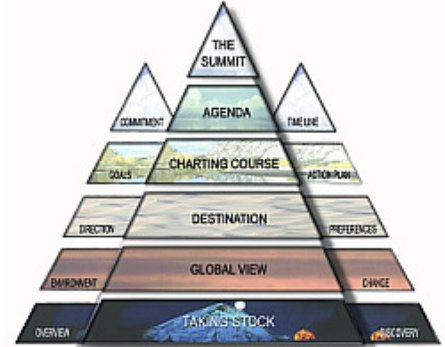 THE
SUMMIT
COMMITMENT
AGENDA
TIME LINE
GOALS
CHARTING COURSE
ACTION PLAN
DIRECTION
DESTINATION
PREFERENCES
ENVIRONMENT
GLOBAL VIEW
CHANGE
OVERVIEW
TAKING STOCK
DISCOVERY